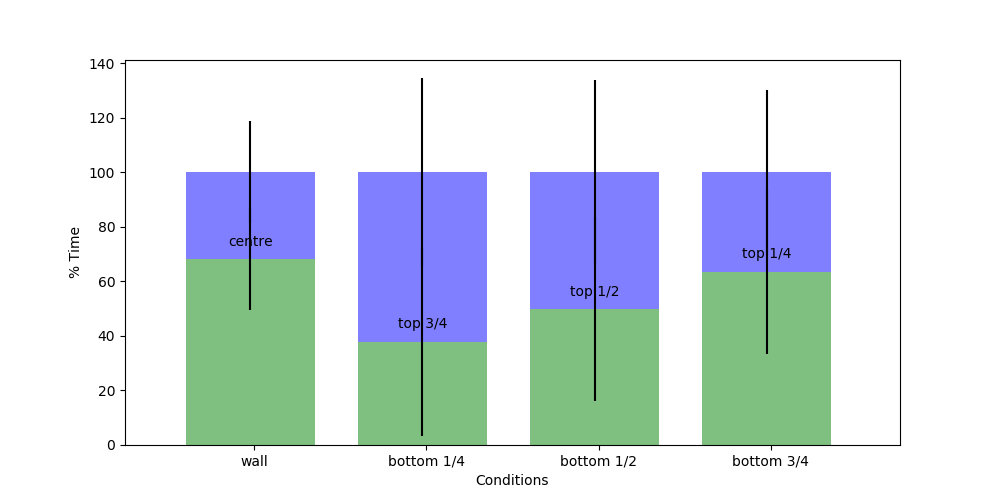 140
120
100
80
60
40
20
0
% Time
centre
top 3/4
top 1/2
top 1/4
wall
bottom 1/4
bottom 1/2
bottom 3/4
Conditions